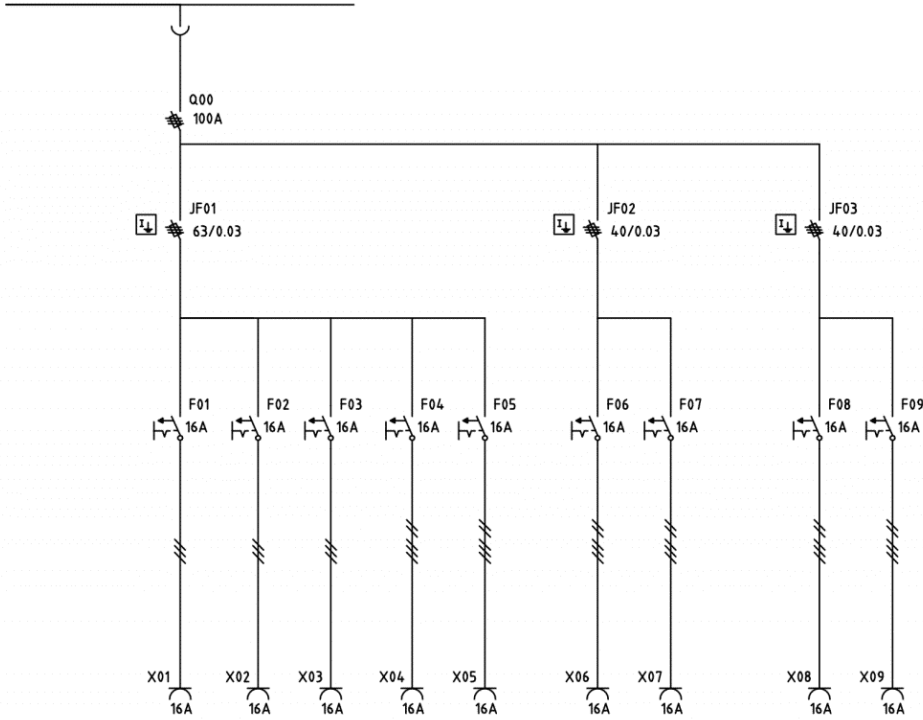 Q00
100A
JF01
I
63/0.03
JF02
I
40/0.03
JF03
I
40/0.03
F01
16A
F02
16A
F03
16A
F04
16A
F05
16A
F06
16A
F07
16A
F08
16A
F09
16A
X01
16A
X02
16A
X03
16A
X04
16A
X05
16A
X06
16A
X07
16A
X08
16A
X09
16A